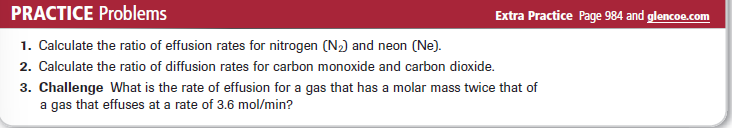 PRACTICE Problems
Extra Practice Page 984 and glencoe.com
1. Calculate the ratio of effusion rates for nitrogen (N₂) and neon (Ne).
2. Calculate the ratio of diffusion rates for carbon monoxide and carbon dioxide.
3. Challenge What is the rate of effusion for a gas that has a molar mass twice that of
a gas that effuses at a rate of 3.6 mol/min?